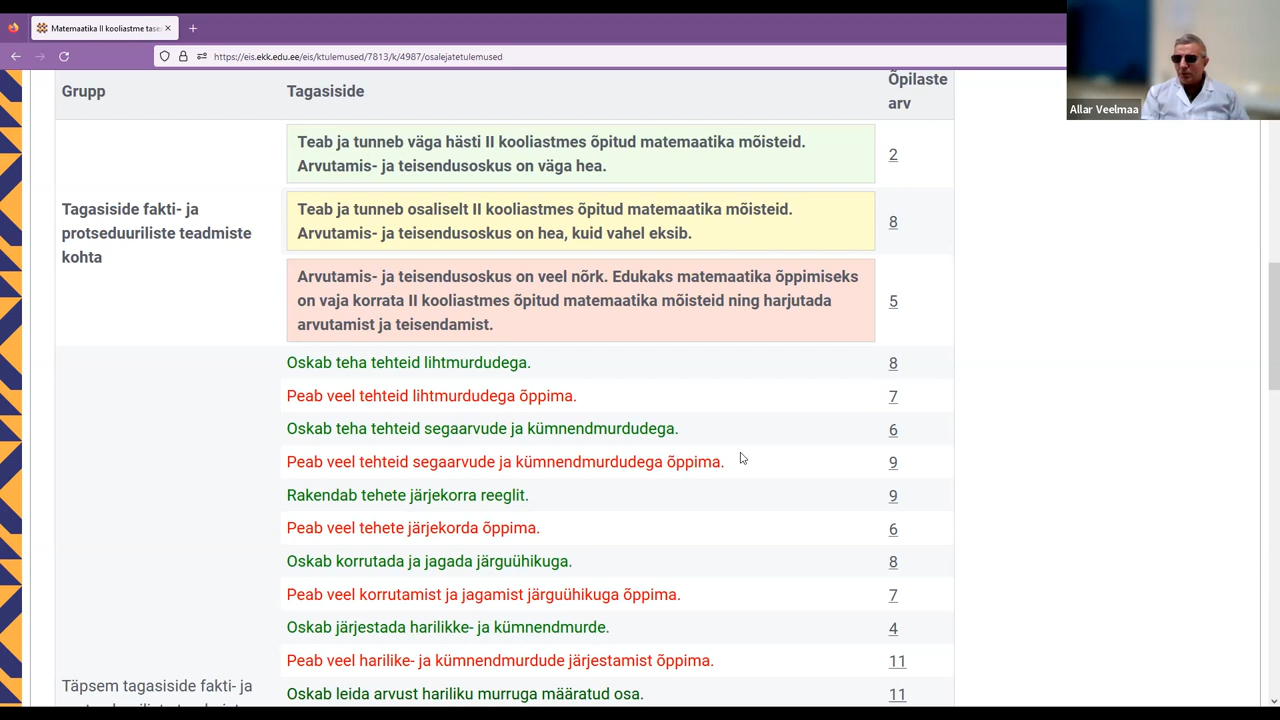 Matemaatika II kooliastme tase
https://eis.ekk.edu.ee/eis/ktulemused/7813/k/4987/osalejatetulemused
Allar Veelmaa
Grupp
Tagasiside
Õpilaste
arv
Tagasiside fakti- ja
protseduuriliste teadmiste
kohta
Teab ja tunneb väga hästi II kooliastmes õpitud matemaatika mõisteid.
Arvutamis- ja teisendusoskus on väga hea.
2
Teab ja tunneb osaliselt II kooliastmes õpitud matemaatika mõisteid.
Arvutamis- ja teisendusoskus on hea, kuid vahel eksib.
8
Arvutamis- ja teisendusoskus on veel nõrk. Edukaks matemaatika õppimiseks
on vaja korrata II kooliastmes õpitud matemaatika mõisteid ning harjutada
arvutamist ja teisendamist.
5
Oskab teha tehteid lihtmurdudega.
8
Peab veel tehteid lihtmurdudega õppima.
7
Oskab teha tehteid segaarvude ja kümnendmurdudega.
6
Peab veel tehteid segaarvude ja kümnendmurdudega õppima.
9
Rakendab tehete järjekorra reeglit.
9
Peab veel tehete järjekorda õppima.
6
Oskab korrutada ja jagada järguühikuga.
8
Peab veel korrutamist ja jagamist järguühikuga õppima.
7
Oskab järjestada harilikke- ja kümnendmurde.
4
Peab veel harilike- ja kümnendmurdude järjestamist õppima.
11
Täpsem tagasiside fakti- ja
Oskab leida arvust hariliku murruga määratud osa.
11